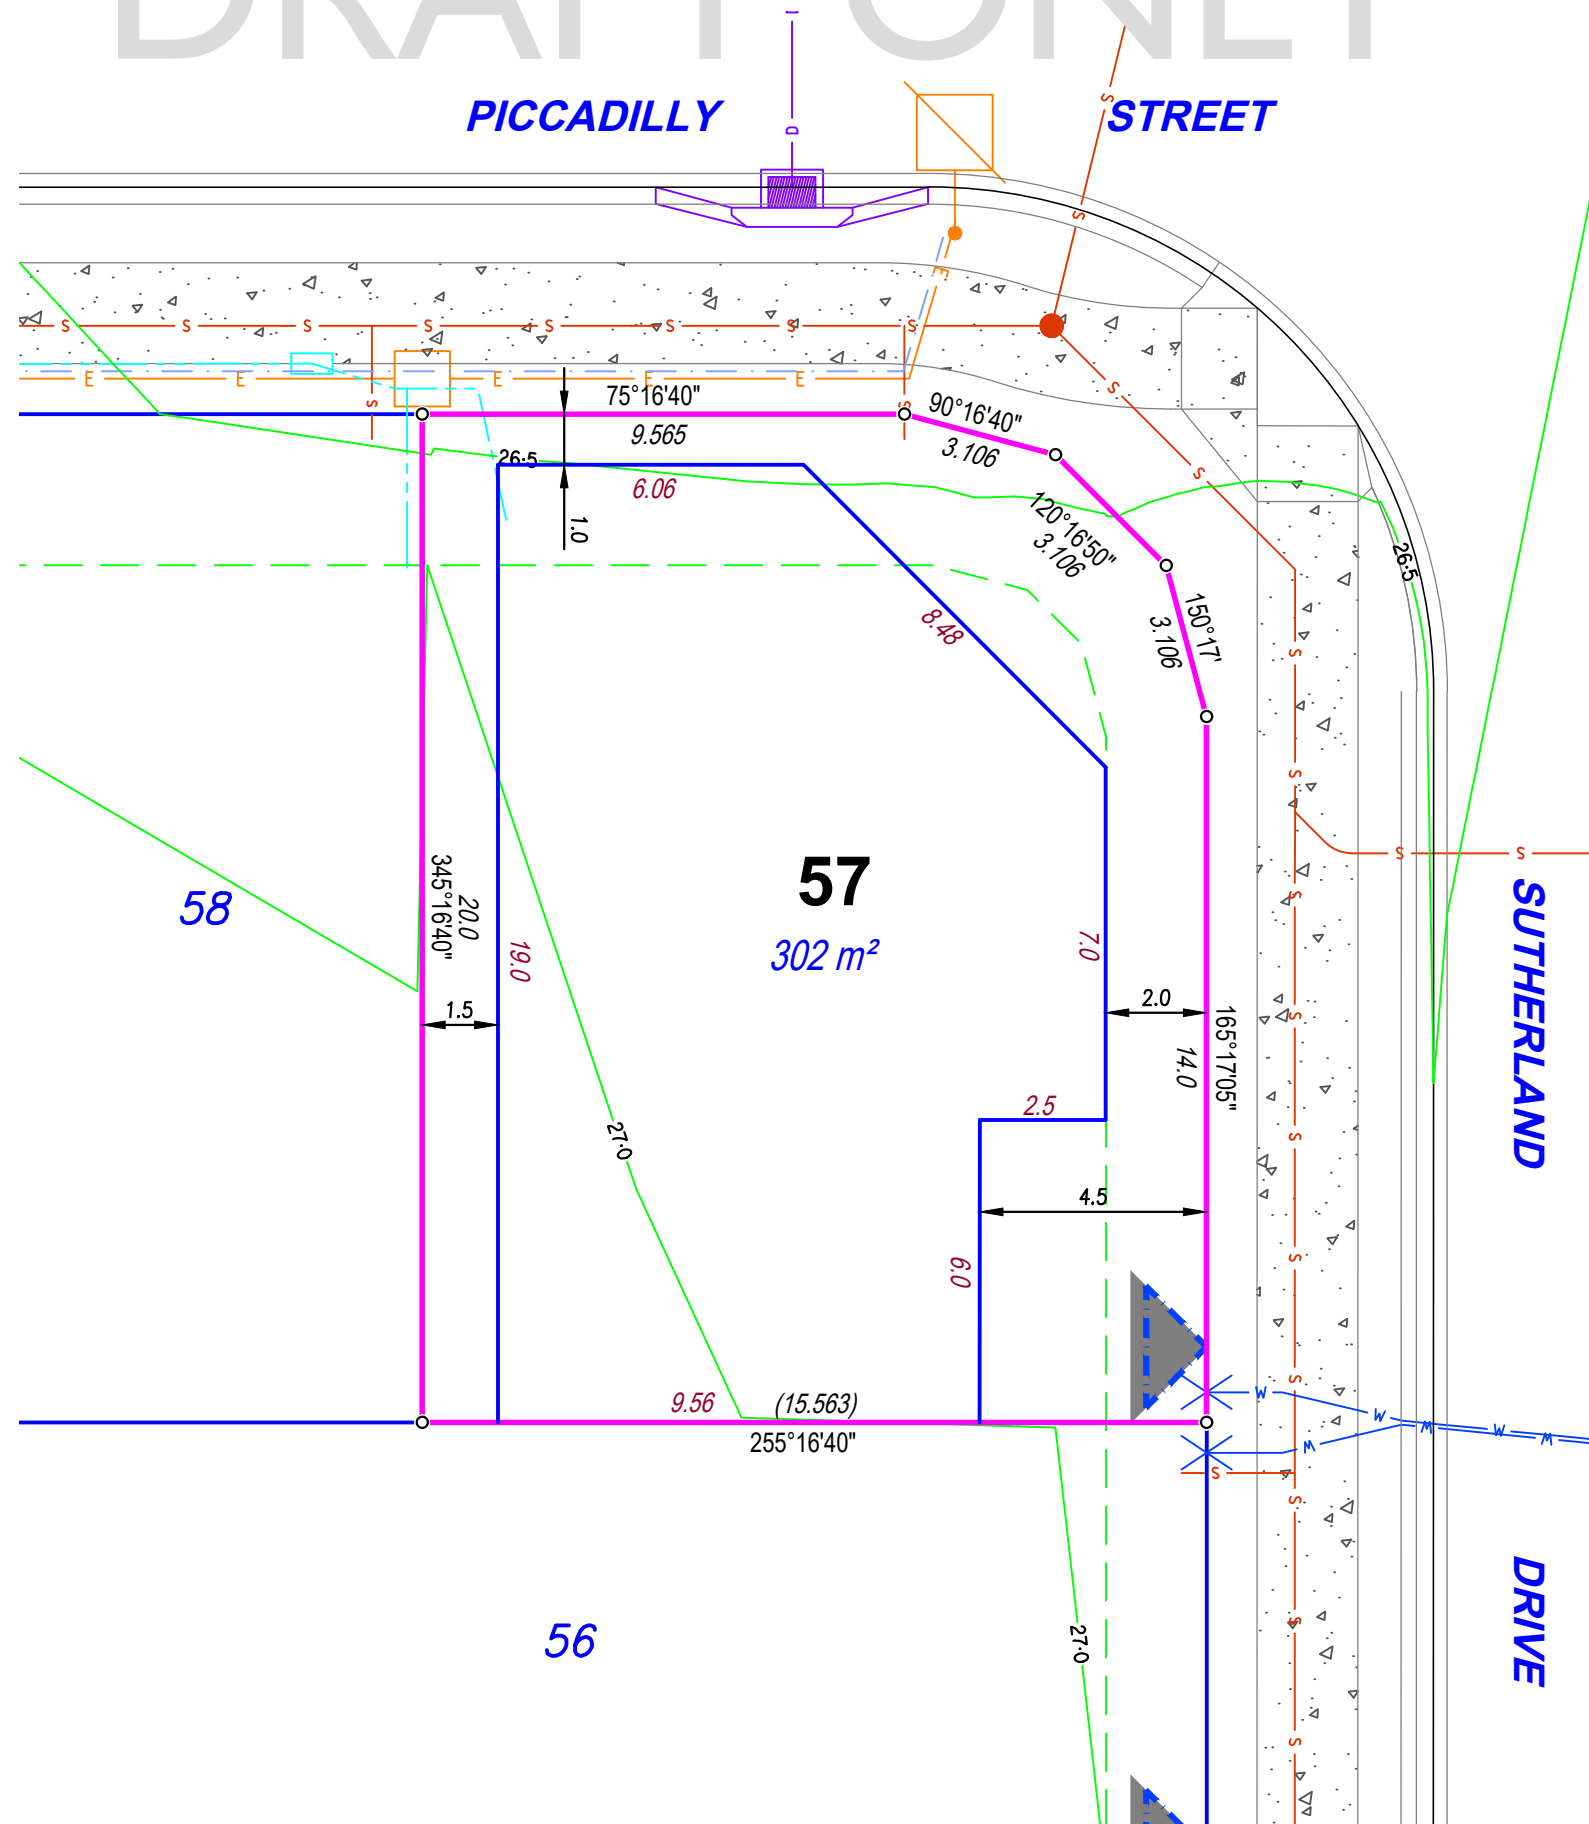 DRAFT ONLY
PICCADILLY STREET
D
S
S
S S S S S S S S
E E E E E
E
S
S
S
S
75°16'40"
9.565
90°16'40"
3.106
26·5
6.06
1.0
120°16'50"
3.106
150°17'
3.106
26·5
8.48
S
S
S
S
S
S
58
57
302 m²
345°16'40"
20.0
19.0
7.0
SUTHERLAND
1.5
2.0
165°17'05"
14.0
S
2.5
27·0
S
4.5
6.0
S
S
9.56
(15.563)
255°16'40"
W W W
M M M
S
S
56
27·0
S
S
DRIVE